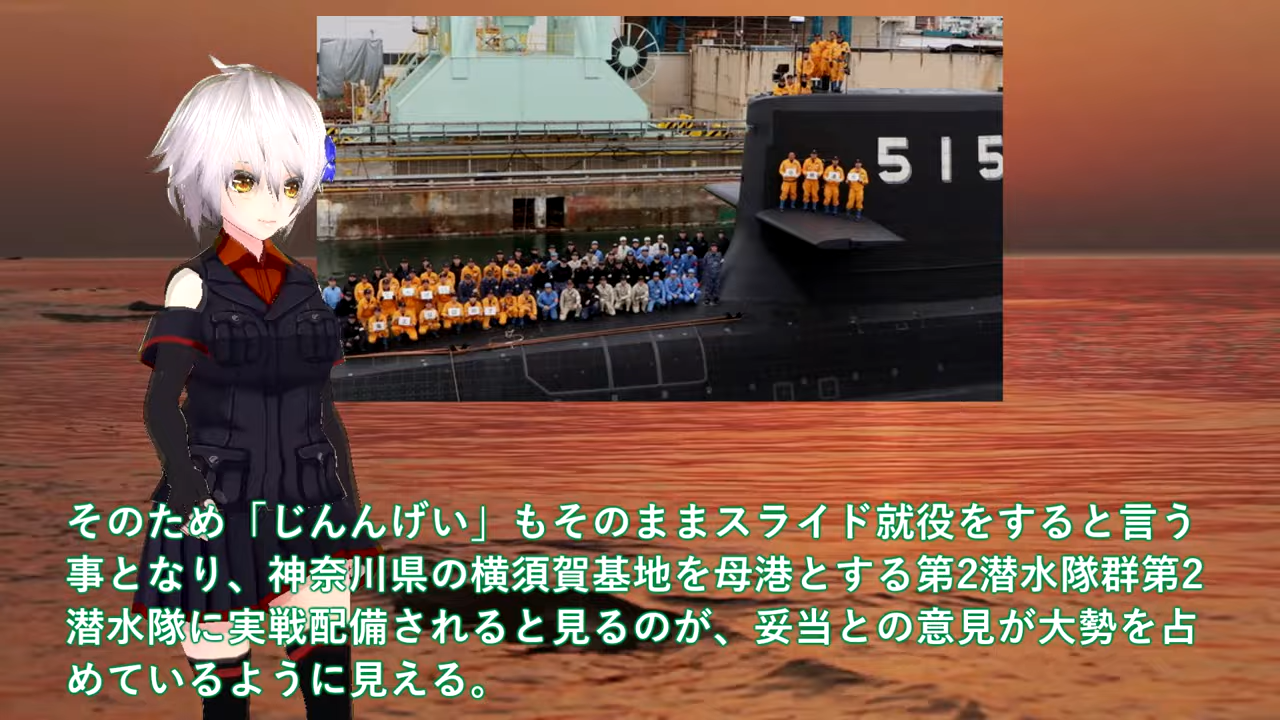 515
そのため「じんんげい」もそのままスライド就役をすると言う
事となり、神奈川県の横須賀基地を母港とする第2潜水隊群第2
潜水隊に実戦配備されると見るのが、妥当との意見が大勢を占
めているように見える。